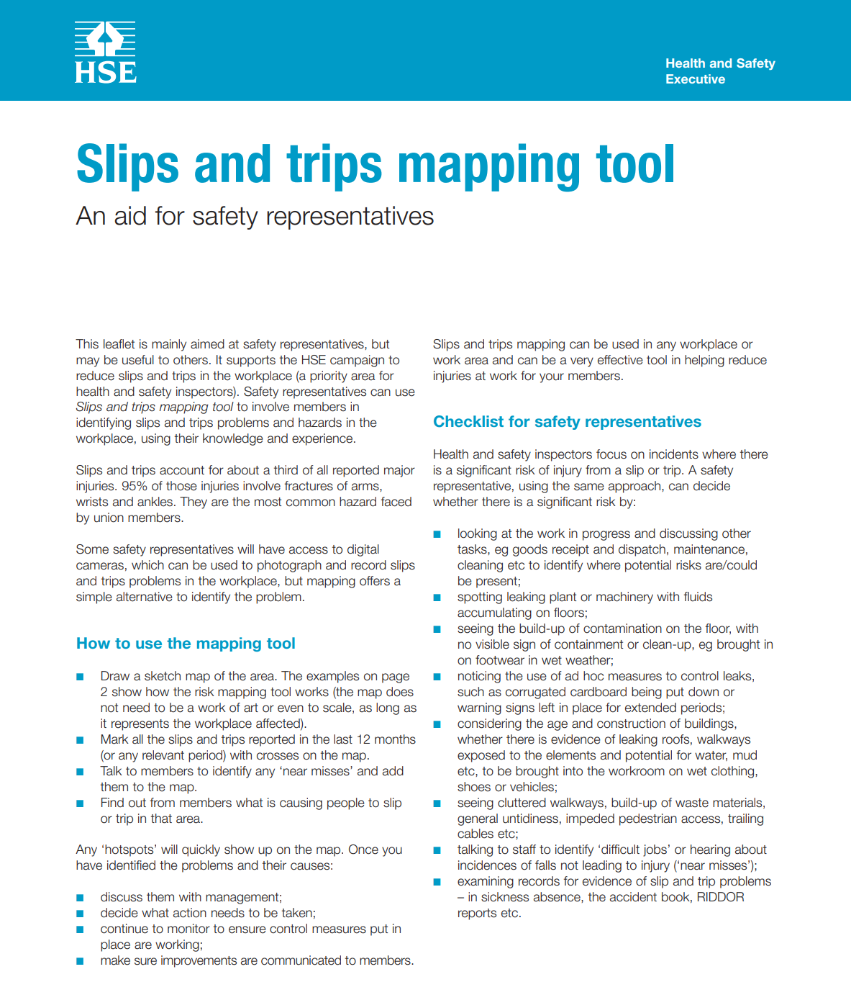 HSE
Health and Safety
Executive
Slips and trips mapping tool
An aid for safety representatives
This leaflet is mainly aimed at safety representatives, but
may be useful to others. It supports the HSE campaign to
reduce slips and trips in the workplace (a priority area for
health and safety inspectors). Safety representatives can use
Slips and trips mapping tool to involve members in
identifying slips and trips problems and hazards in the
workplace, using their knowledge and experience.
Slips and trips account for about a third of all reported major
injuries. 95% of those injuries involve fractures of arms,
wrists and ankles. They are the most common hazard faced
by union members.
Some safety representatives will have access to digital
cameras, which can be used to photograph and record slips
and trips problems in the workplace, but mapping offers a
simple alternative to identify the problem.
How to use the mapping tool
■ Draw a sketch map of the area. The examples on page
2 show how the risk mapping tool works (the map does
not need to be a work of art or even to scale, as long as
it represents the workplace affected).
■ Mark all the slips and trips reported in the last 12 months
(or any relevant period) with crosses on the map.
■ Talk to members to identify any ‘near misses’ and add
them to the map.
■ Find out from members what is causing people to slip
or trip in that area.
Any ‘hotspots’ will quickly show up on the map. Once you
have identified the problems and their causes:
■ discuss them with management;
■ decide what action needs to be taken;
■ continue to monitor to ensure control measures put in
place are working;
■ make sure improvements are communicated to members.
Slips and trips mapping can be used in any workplace or
work area and can be a very effective tool in helping reduce
injuries at work for your members.
Checklist for safety representatives
Health and safety inspectors focus on incidents where there
is a significant risk of injury from a slip or trip. A safety
representative, using the same approach, can decide
whether there is a significant risk by:
■ looking at the work in progress and discussing other
tasks, eg goods receipt and dispatch, maintenance,
cleaning etc to identify where potential risks are/could
be present;
■ spotting leaking plant or machinery with fluids
accumulating on floors;
■ seeing the build-up of contamination on the floor, with
no visible sign of containment or clean-up, eg brought in
on footwear in wet weather;
■ noticing the use of ad hoc measures to control leaks,
such as corrugated cardboard being put down or
warning signs left in place for extended periods;
■ considering the age and construction of buildings,
whether there is evidence of leaking roofs, walkways
exposed to the elements and potential for water, mud
etc, to be brought into the workroom on wet clothing,
shoes or vehicles;
■ seeing cluttered walkways, build-up of waste materials,
general untidiness, impeded pedestrian access, trailing
cables etc;
■ talking to staff to identify ‘difficult jobs’ or hearing about
incidences of falls not leading to injury (‘near misses’);
■ examining records for evidence of slip and trip problems
– in sickness absence, the accident book, RIDDOR
reports etc.